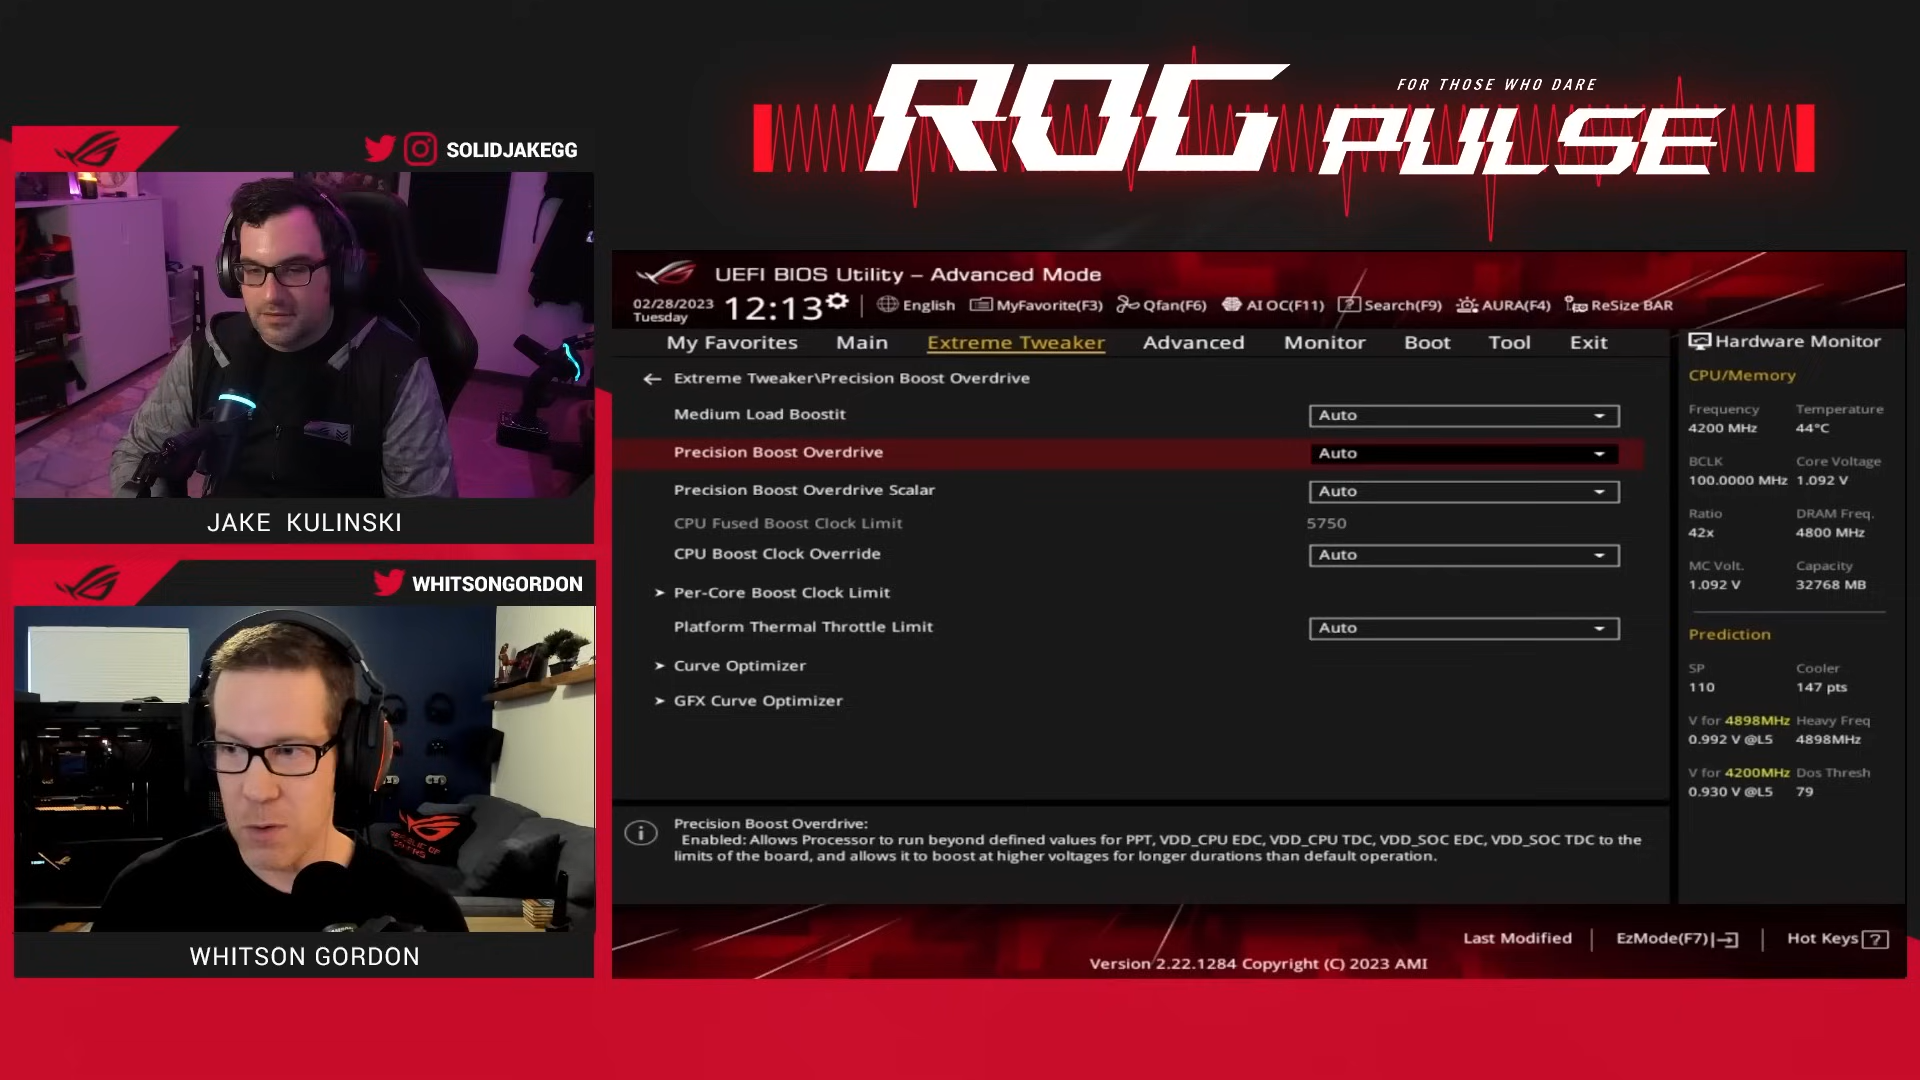 ROG PULSE
FOR THOSE WHO DARE
SOLIDJAKEGG
JAKE KULINSKI
WHITSONGORDON
REPUBLIC OF
GAMERS
WHITSON GORDON
UEFI BIOS Utility – Advanced Mode
02/28/2023
Tuesday
12:13
English
MyFavorite(F3)
Qfan(F6)
AI OC(F11)
? Search(F9)
AURA(F4)
ReSize BAR
My Favorites
Main
Extreme Tweaker
Advanced
Monitor
Boot
Tool
Exit
Extreme Tweaker\Precision Boost Overdrive
Medium Load Boostit Auto
Precision Boost Overdrive Auto
Precision Boost Overdrive Scalar Auto
CPU Fused Boost Clock Limit 5750
CPU Boost Clock Override Auto
Per-Core Boost Clock Limit
Platform Thermal Throttle Limit Auto
Curve Optimizer
GFX Curve Optimizer
Precision Boost Overdrive:
Enabled: Allows Processor to run beyond defined values for PPT, VDD_CPU EDC, VDD_CPU TDC, VDD_SOC EDC, VDD_SOC TDC to the
limits of the board, and allows it to boost at higher voltages for longer durations than default operation.
Hardware Monitor
CPU/Memory
Frequency Temperature
4200 MHz 44°C
BCLK Core Voltage
100.0000 MHz 1.092 V
Ratio DRAM Freq.
42x 4800 MHz
MC Volt. Capacity
1.092 V 32768 MB
Prediction
SP Cooler
110 147 pts
V for 4898MHz Heavy Freq
0.992 V @L5 4898MHz
V for 4200MHz Dos Thresh
0.930 V @L5 79
Last Modified
EzMode(F7)
Hot Keys ?
Version 2.22.1284 Copyright (C) 2023 AMI